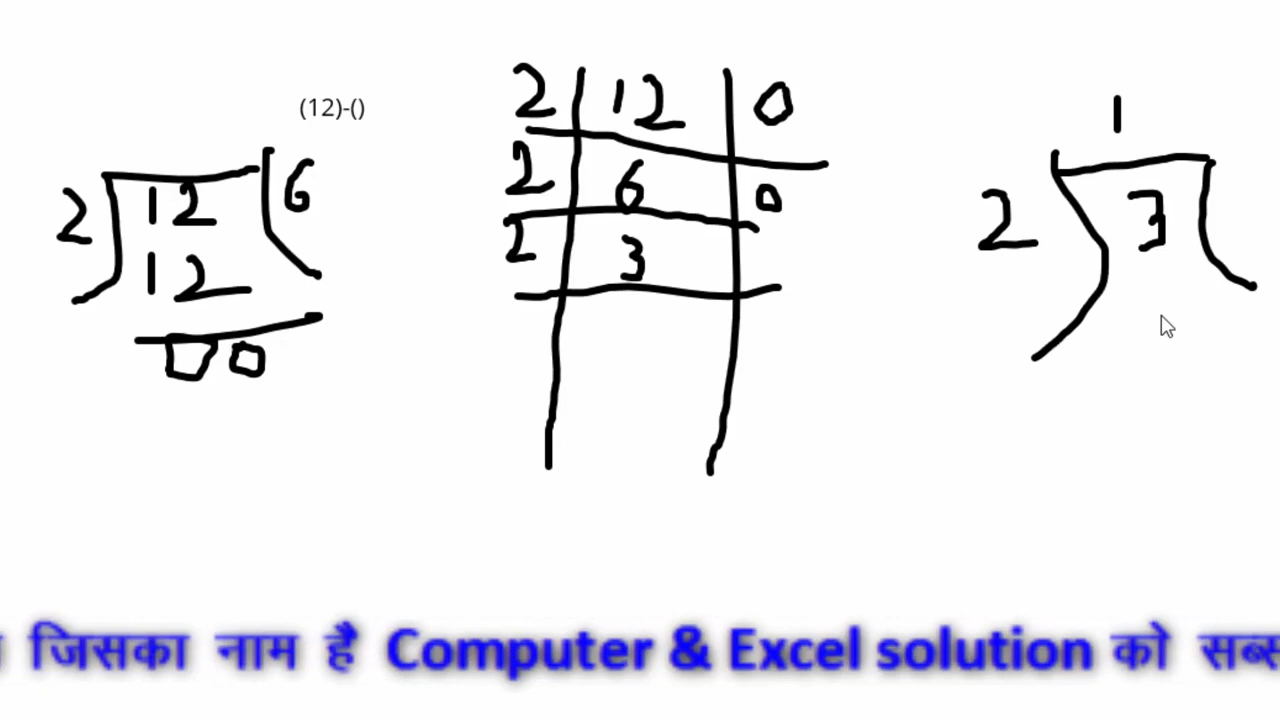 (12)-()
2 12 6
12
00
2 12 0
2 6 0
2 3
1
2 3
जिसका नाम है Computer & Excel solution को